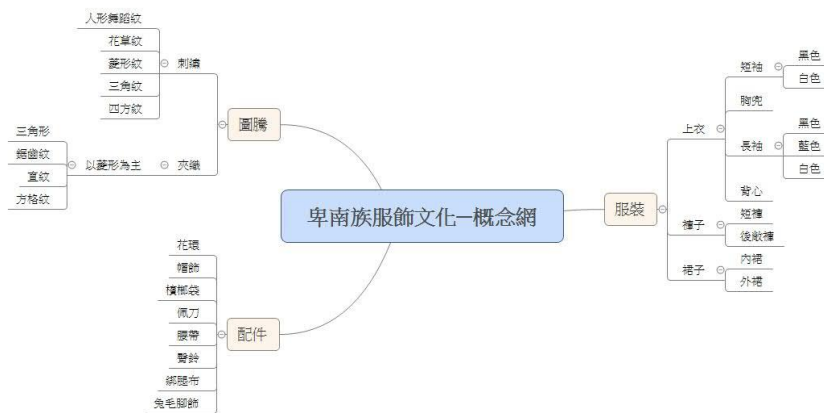 卑南族服飾文化—概念網
圖騰
刺繡
人形舞蹈紋
花草紋
菱形紋
三角紋
四方紋
夾織
以菱形為主
三角形
鋸齒紋
直紋
方格紋
配件
花環
帽飾
檳榔袋
佩刀
腰帶
臀鈴
綁腿布
兔毛腳飾
服裝
上衣
短袖
黑色
白色
胸兜
長袖
黑色
藍色
白色
背心
褲子
短褲
後敞褲
裙子
內裙
外裙